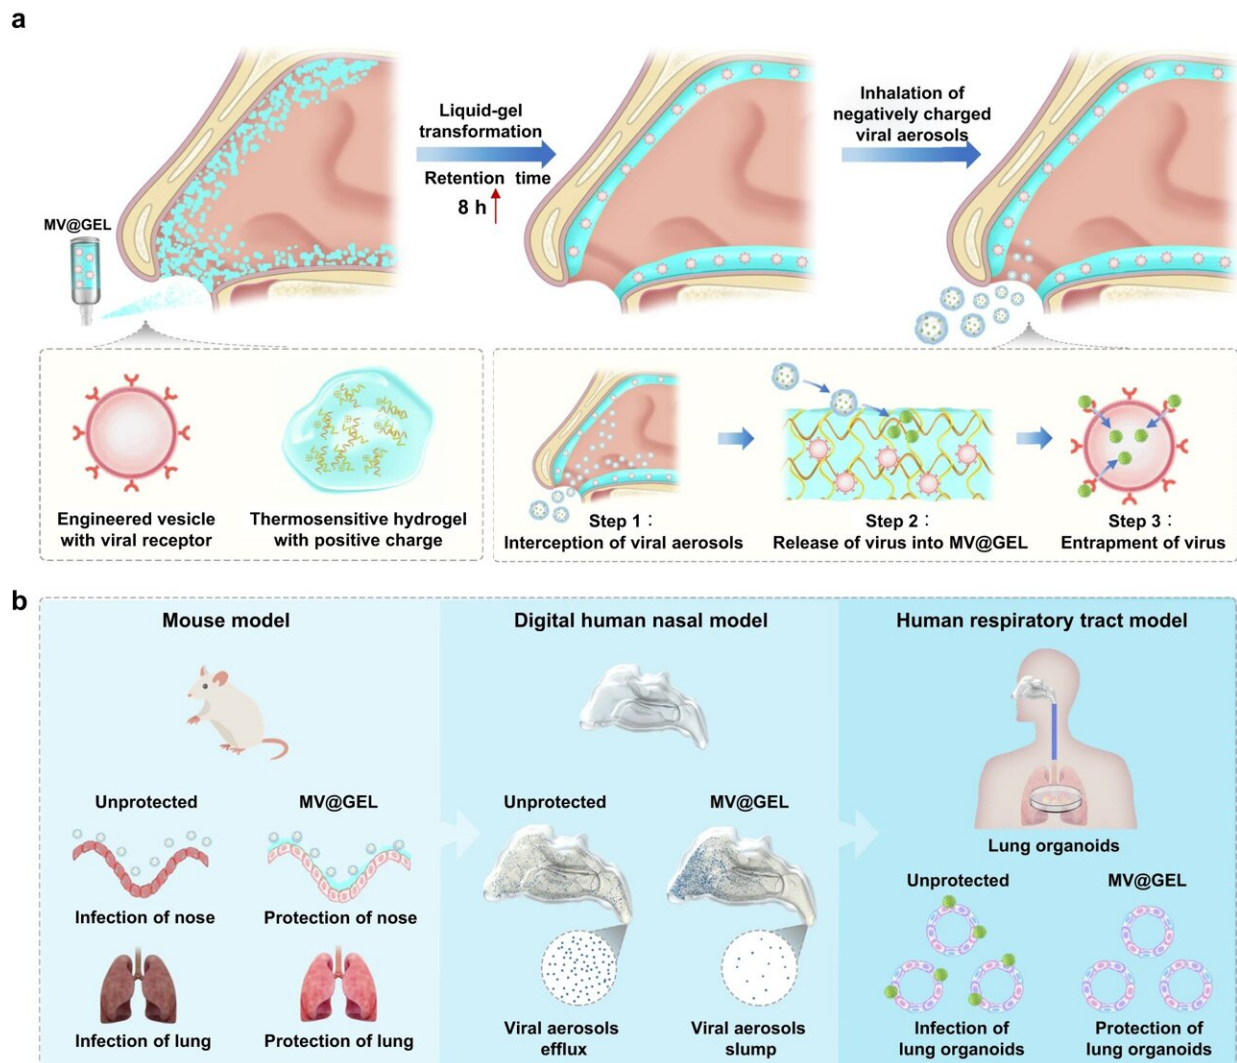 a
Liquid-gel
transformation
Retention time
8 h
Inhalation of
negatively charged
viral aerosols
MV@GEL
Engineered vesicle
with viral receptor
Thermosensitive hydrogel
with positive charge
Step 1：
Interception of viral aerosols
Step 2：
Release of virus into MV@GEL
Step 3：
Entrapment of virus
b
Mouse model
Unprotected
MV@GEL
Infection of nose
Protection of nose
Infection of lung
Protection of lung
Digital human nasal model
Unprotected
MV@GEL
Viral aerosols
efflux
Viral aerosols
slump
Human respiratory tract model
Lung organoids
Unprotected
MV@GEL
Infection of
lung organoids
Protection of
lung organoids